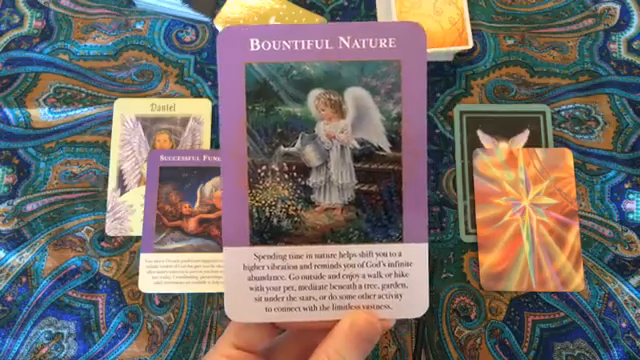 BOUNTIFUL NATURE
Spending time in nature helps shift you to a
higher vibration and reminds you of God's infinite
abundance. Go outside and enjoy a walk or hike
with your pet, meditate beneath a tree, garden,
sit under the stars, or do some other activity
to connect with the limitless vastness.
Daniel
SUCCESSFUL